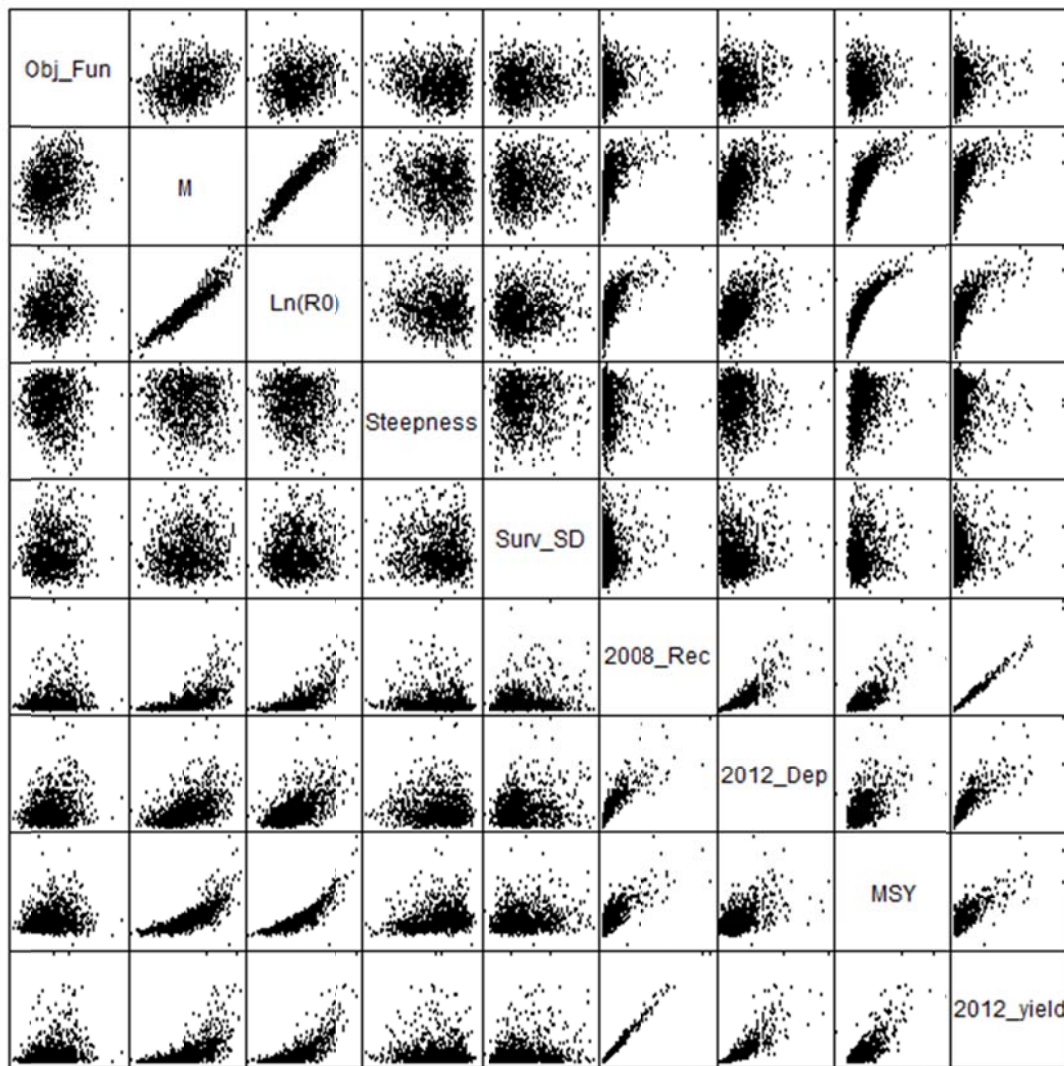 Obj_Fun
M
Ln(R0)
Steepness
Surv_SD
2008_Rec
2012_Dep
MSY
2012_yield